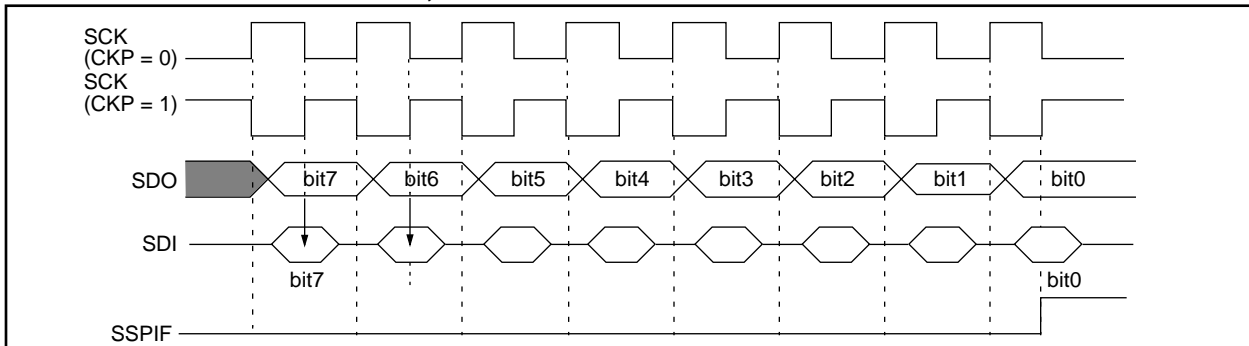 SCK
(CKP = 0)
SCK
(CKP = 1)
SDO bit7 bit6 bit5 bit4 bit3 bit2 bit1 bit0
SDI
bit7 bit0
SSPIF